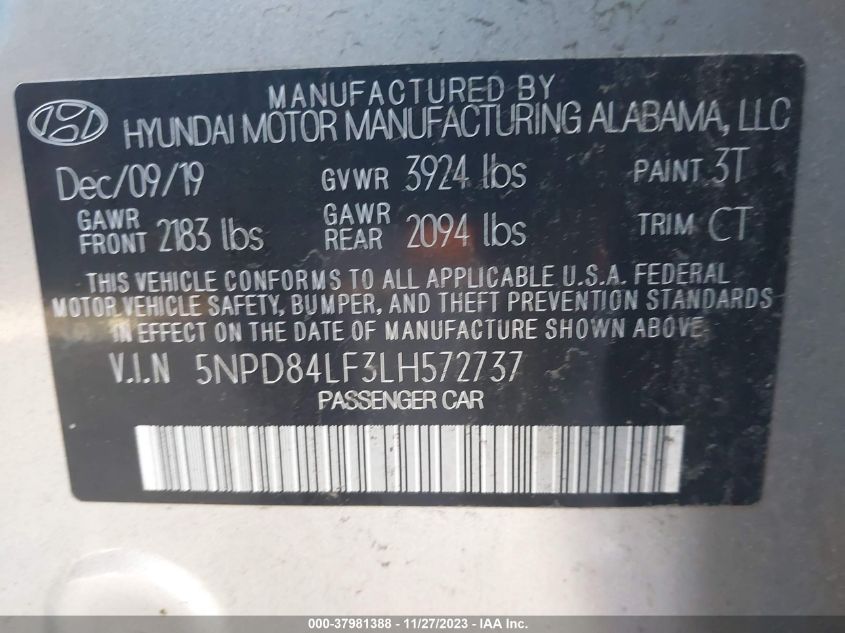 MANUFACTURED BY
HYUNDAI MOTOR MANUFACTURING ALABAMA, LLC
Dec/09/19 GVWR 3924 lbs PAINT 3T
GAWR FRONT 2183 lbs GAWR REAR 2094 lbs TRIM CT
THIS VEHICLE CONFORMS TO ALL APPLICABLE U.S.A. FEDERAL
MOTOR VEHICLE SAFETY, BUMPER, AND THEFT PREVENTION STANDARDS
IN EFFECT ON THE DATE OF MANUFACTURE SHOWN ABOVE.
V.I.N 5NPD84LF3LH572737
PASSENGER CAR
000-37981388 - 11/27/2023 - IAA Inc.